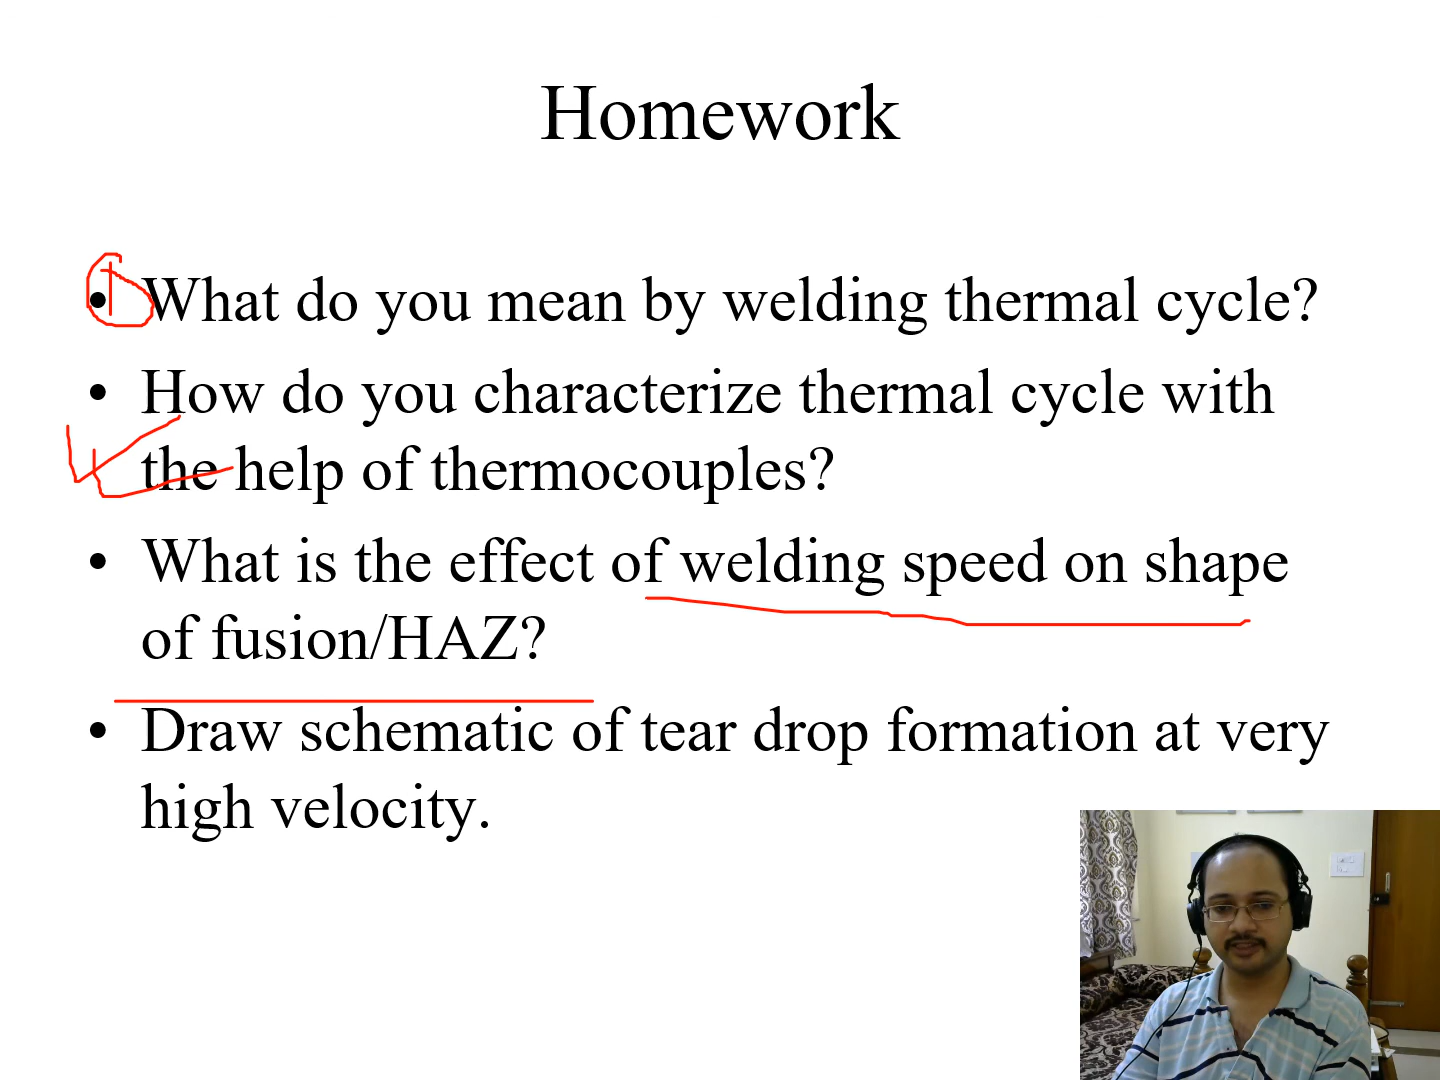 Homework
• What do you mean by welding thermal cycle?
• How do you characterize thermal cycle with
the help of thermocouples?
• What is the effect of welding speed on shape
of fusion/HAZ?
• Draw schematic of tear drop formation at very
high velocity.